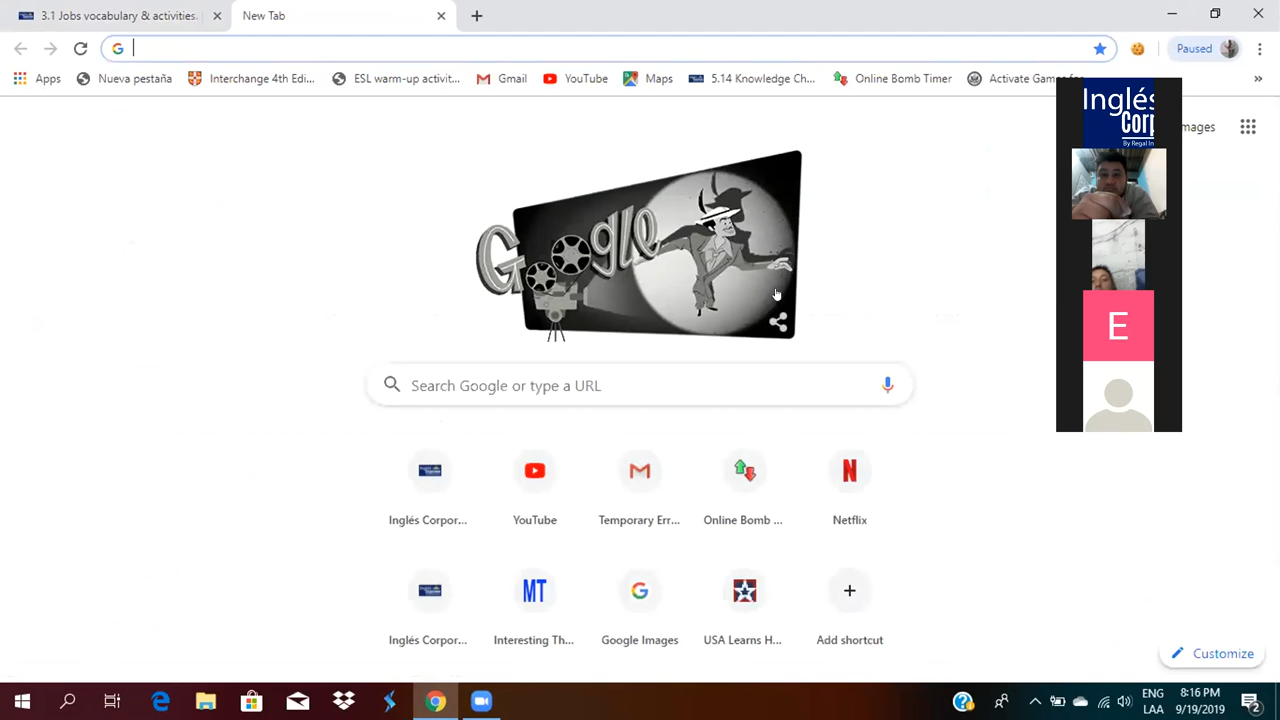 3.1 Jobs vocabulary & activities.
New Tab
Paused
Apps
Nueva pestaña
Interchange 4th Edi...
ESL warm-up activit...
Gmail
YouTube
Maps
5.14 Knowledge Ch...
Online Bomb Timer
Activate Games for
»
Inglés
Corp
By Regal In
mages
Google
Search Google or type a URL
Inglés Corpor...
YouTube
Temporary Err...
Online Bomb ...
Netflix
E
MT
Inglés Corpor...
Interesting Th...
Google Images
USA Learns H...
Add shortcut
Customize
ENG
LAA
8:16 PM
9/19/2019
2